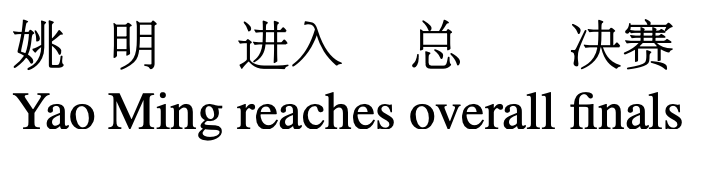 姚 明 进入 总 决赛
Yao Ming reaches overall finals